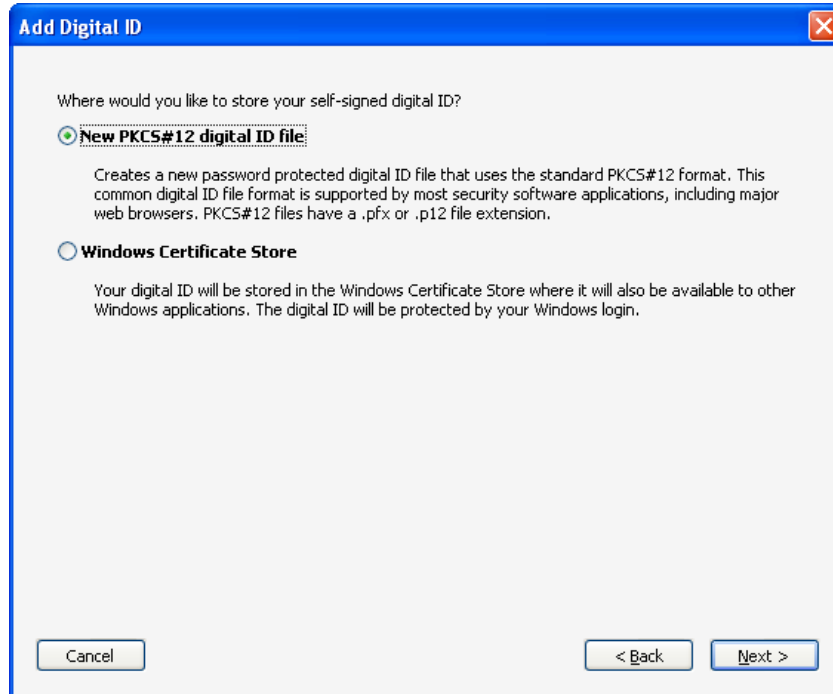 Add Digital ID
Where would you like to store your self-signed digital ID?
New PKCS#12 digital ID file
Creates a new password protected digital ID file that uses the standard PKCS#12 format. This
common digital ID file format is supported by most security software applications, including major
web browsers. PKCS#12 files have a .pfx or .p12 file extension.
Windows Certificate Store
Your digital ID will be stored in the Windows Certificate Store where it will also be available to other
Windows applications. The digital ID will be protected by your Windows login.
Cancel
< Back
Next >